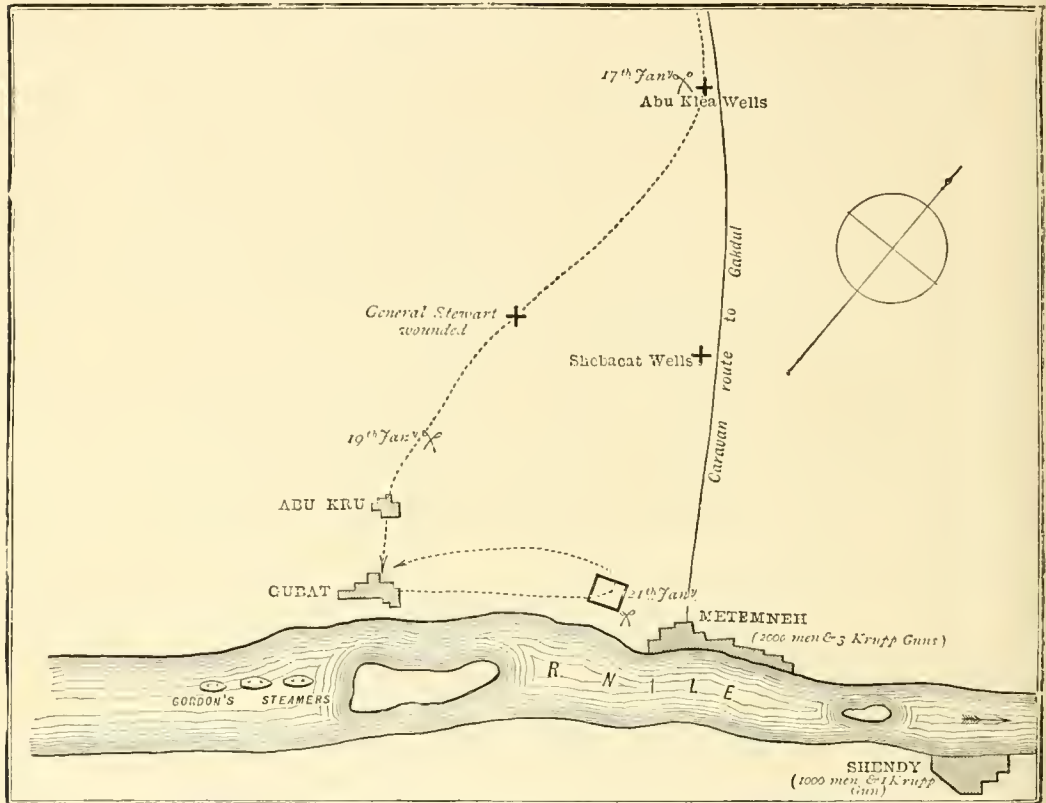 17th Jany
Abu Klea Wells
General Stewart
wounded
Shebacat Wells
Caravan route to Gakdul
19th Jany
ABU KRU
GUBAT
21th Jany
METEMNEH
(2000 men & 3 Krupp Guns)
R. NILE
GORDON'S STEAMERS
SHENDY
(1000 men & 1 Krupp
Gun)